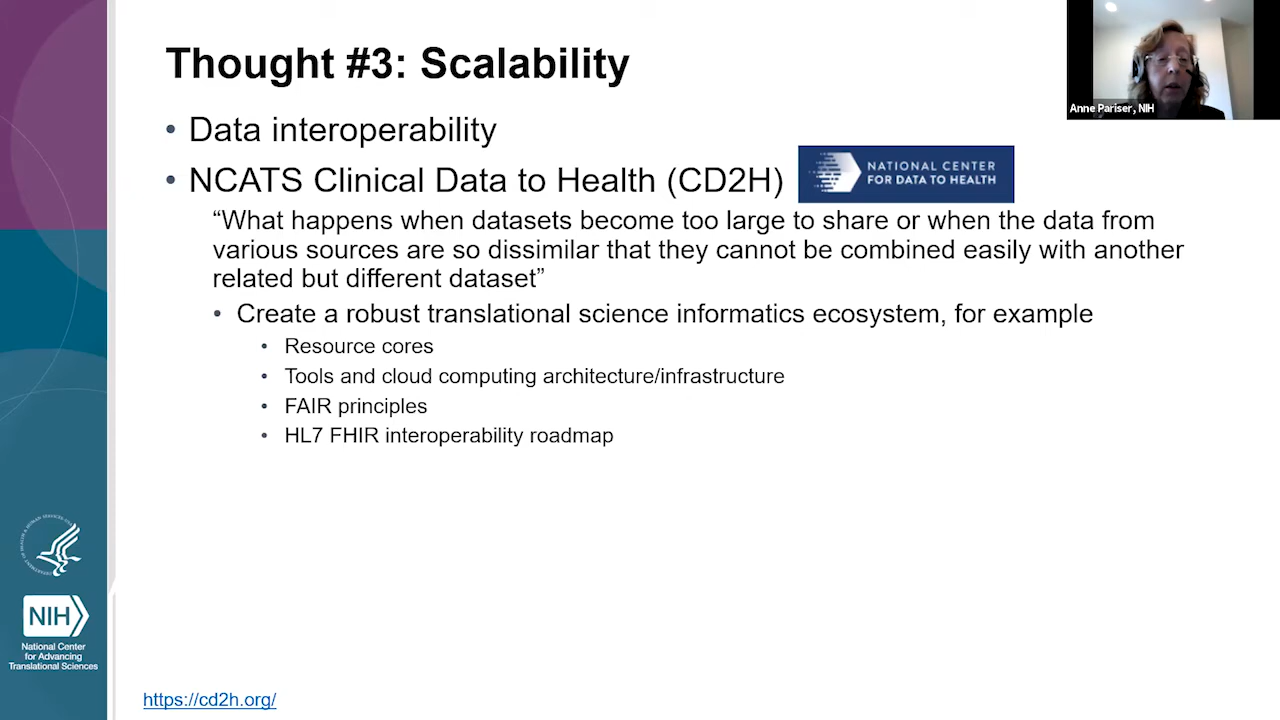 Thought #3: Scalability
Anne Pariser, NIH
• Data interoperability
• NCATS Clinical Data to Health (CD2H)
NATIONAL CENTER
FOR DATA TO HEALTH
“What happens when datasets become too large to share or when the data from
various sources are so dissimilar that they cannot be combined easily with another
related but different dataset”
• Create a robust translational science informatics ecosystem, for example
• Resource cores
• Tools and cloud computing architecture/infrastructure
• FAIR principles
• HL7 FHIR interoperability roadmap
NIH
National Center
for Advancing
Translational Sciences
https://cd2h.org/